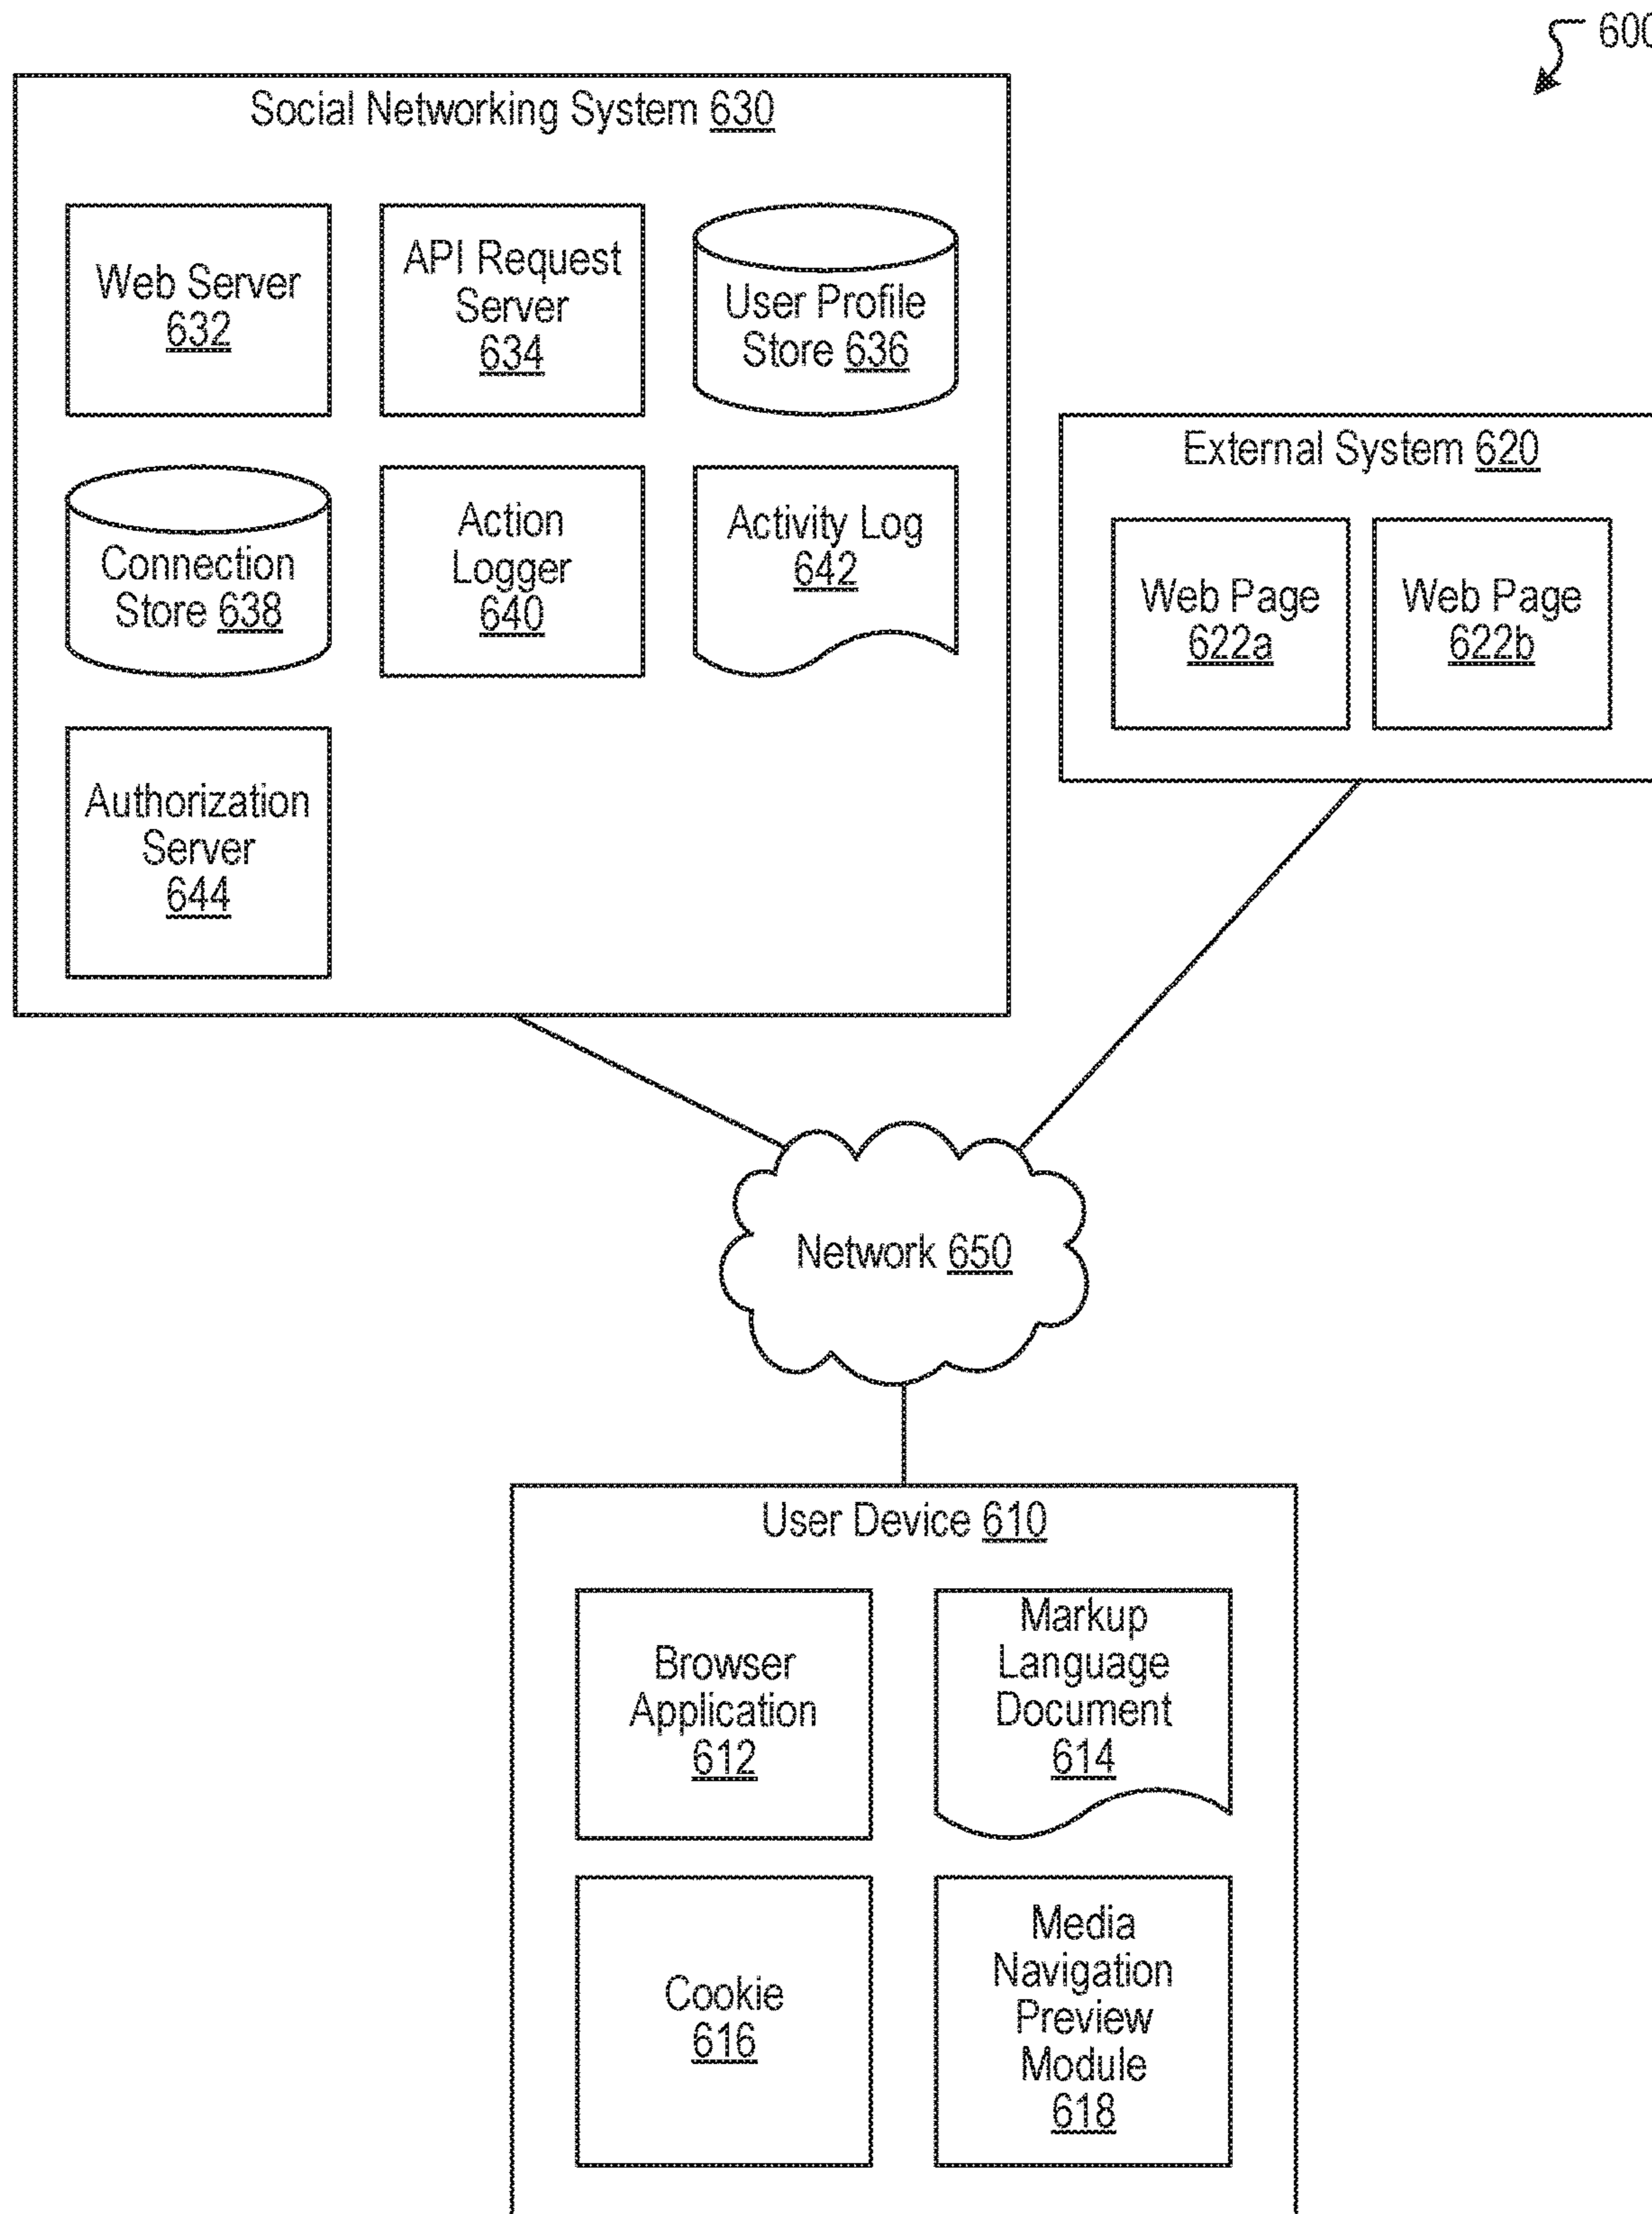 600
Social Networking System 630
Web Server
632
API Request
Server
634
User Profile
Store 636
Connection
Store 638
Action
Logger
640
Activity Log
642
Authorization
Server
644
External System 620
Web Page
622a
Web Page
622b
Network 650
User Device 610
Browser
Application
612
Markup
Language
Document
614
Cookie
616
Media
Navigation
Preview
Module
618